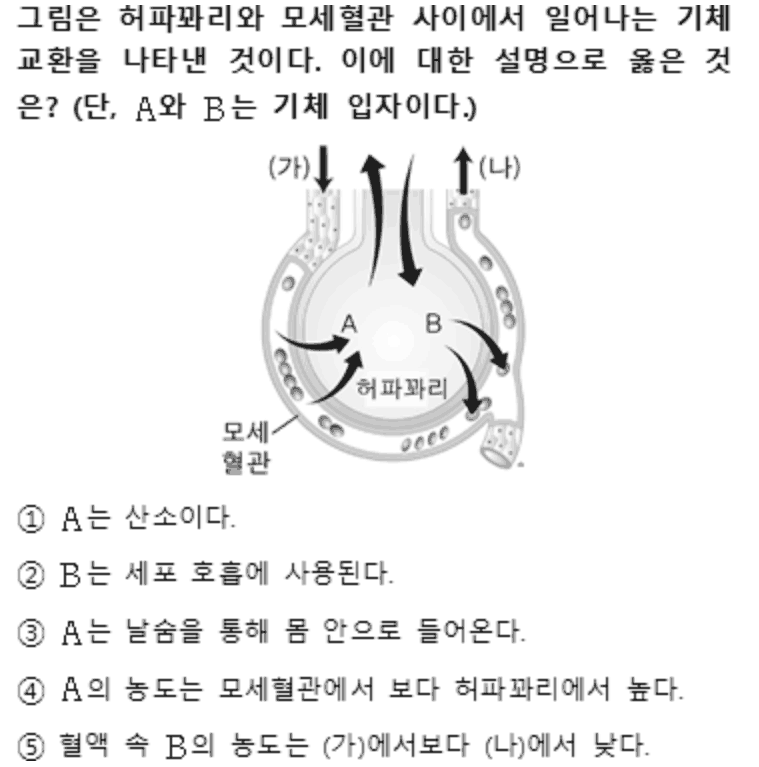 그림은 허파꽈리와 모세혈관 사이에서 일어나는 기체
교환을 나타낸 것이다. 이에 대한 설명으로 옳은 것
은? (단, A와 B는 기체 입자이다.)
(가) (나)
A B
허파꽈리
모세
혈관
① A는 산소이다.
② B는 세포 호흡에 사용된다.
③ A는 날숨을 통해 몸 안으로 들어온다.
④ A의 농도는 모세혈관에서 보다 허파꽈리에서 높다.
⑤ 혈액 속 B의 농도는 (가)에서보다 (나)에서 낮다.